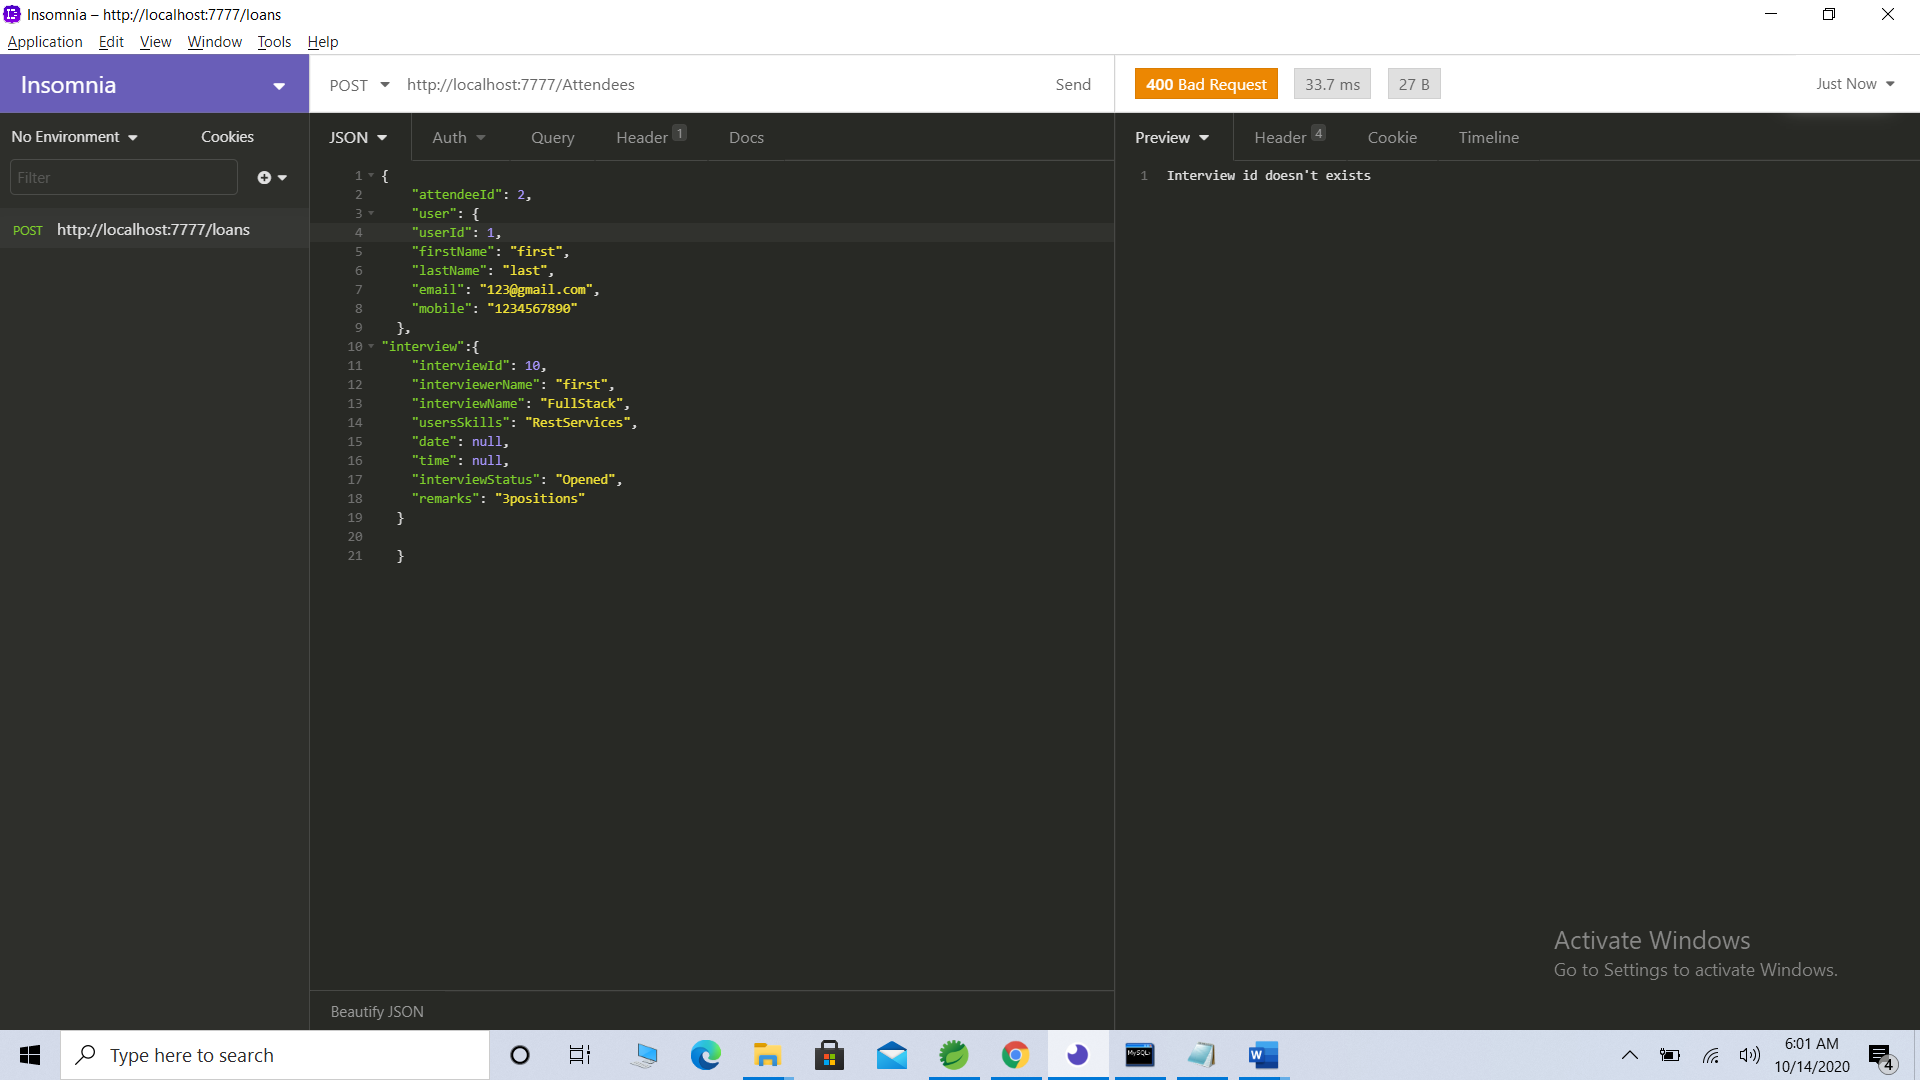 Insomnia – http://localhost:7777/loans
Application Edit View Window Tools Help
Insomnia
POST http://localhost:7777/Attendees Send
400 Bad Request 33.7 ms 27 B Just Now
No Environment Cookies
JSON Auth Query Header 1 Docs
Preview Header 4 Cookie Timeline
Filter
POST http://localhost:7777/loans
1 {
2 "attendeeId": 2,
3 "user": {
4 "userId": 1,
5 "firstName": "first",
6 "lastName": "last",
7 "email": "123@gmail.com",
8 "mobile": "1234567890"
9 },
10 "interview":{
11 "interviewId": 10,
12 "interviewerName": "first",
13 "interviewName": "FullStack",
14 "usersSkills": "RestServices",
15 "date": null,
16 "time": null,
17 "interviewStatus": "Opened",
18 "remarks": "3positions"
19 }
20
21 }
1 Interview id doesn't exists
Activate Windows
Go to Settings to activate Windows.
Beautify JSON
Type here to search
MySQL
W
6:01 AM
10/14/2020
4